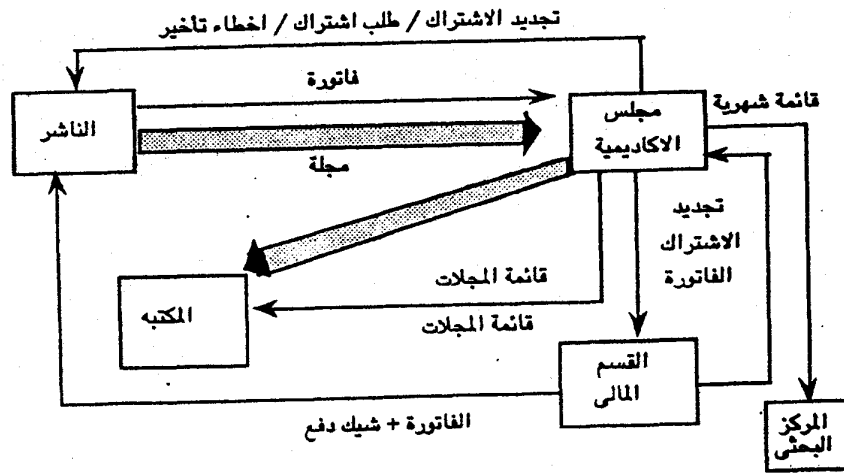 تجديد الاشتراك / طلب اشتراك / اخطاء تأخير
فاتورة
الناشر
مجلس
الاكاديمية
قائمة شهرية
مجلة
تجديد
الاشتراك
الفاتورة
قائمة المجلات
المكتبه
قائمة المجلات
القسم
المالى
الفاتورة + شيك دفع
المركز
البحثى